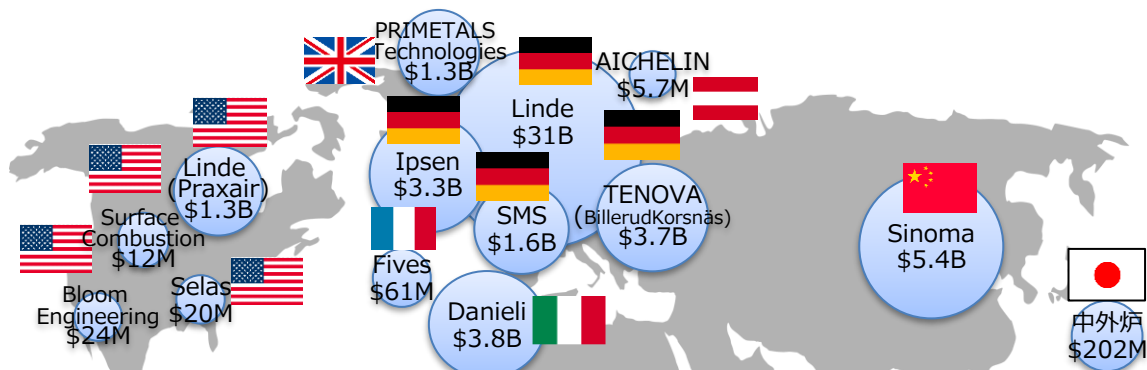 PRIMETALS
Technologies
$1.3B
AICHELIN
$5.7M
Linde
$31B
Ipsen
$3.3B
Linde
(Praxair)
$1.3B
SMS
$1.6B
TENOVA
(BillerudKorsnäs)
$3.7B
Surface
Combustion
$12M
Sinoma
$5.4B
Fives
$61M
Selas
$20M
Bloom
Engineering
$24M
Danieli
$3.8B
中外炉
$202M